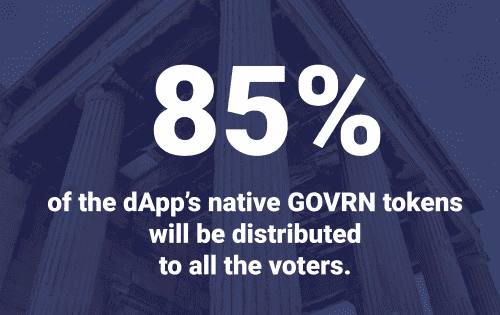 85%
of the dApp’s native GOVRN tokens
will be distributed
to all the voters.